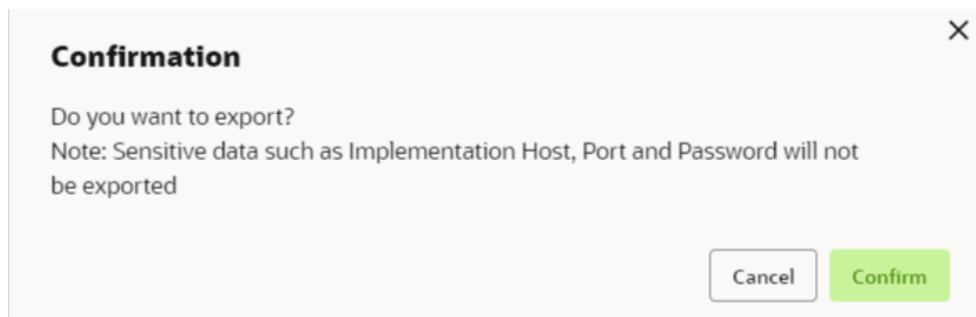 Confirmation
Do you want to export?
Note: Sensitive data such as Implementation Host, Port and Password will not
be exported
Cancel
Confirm